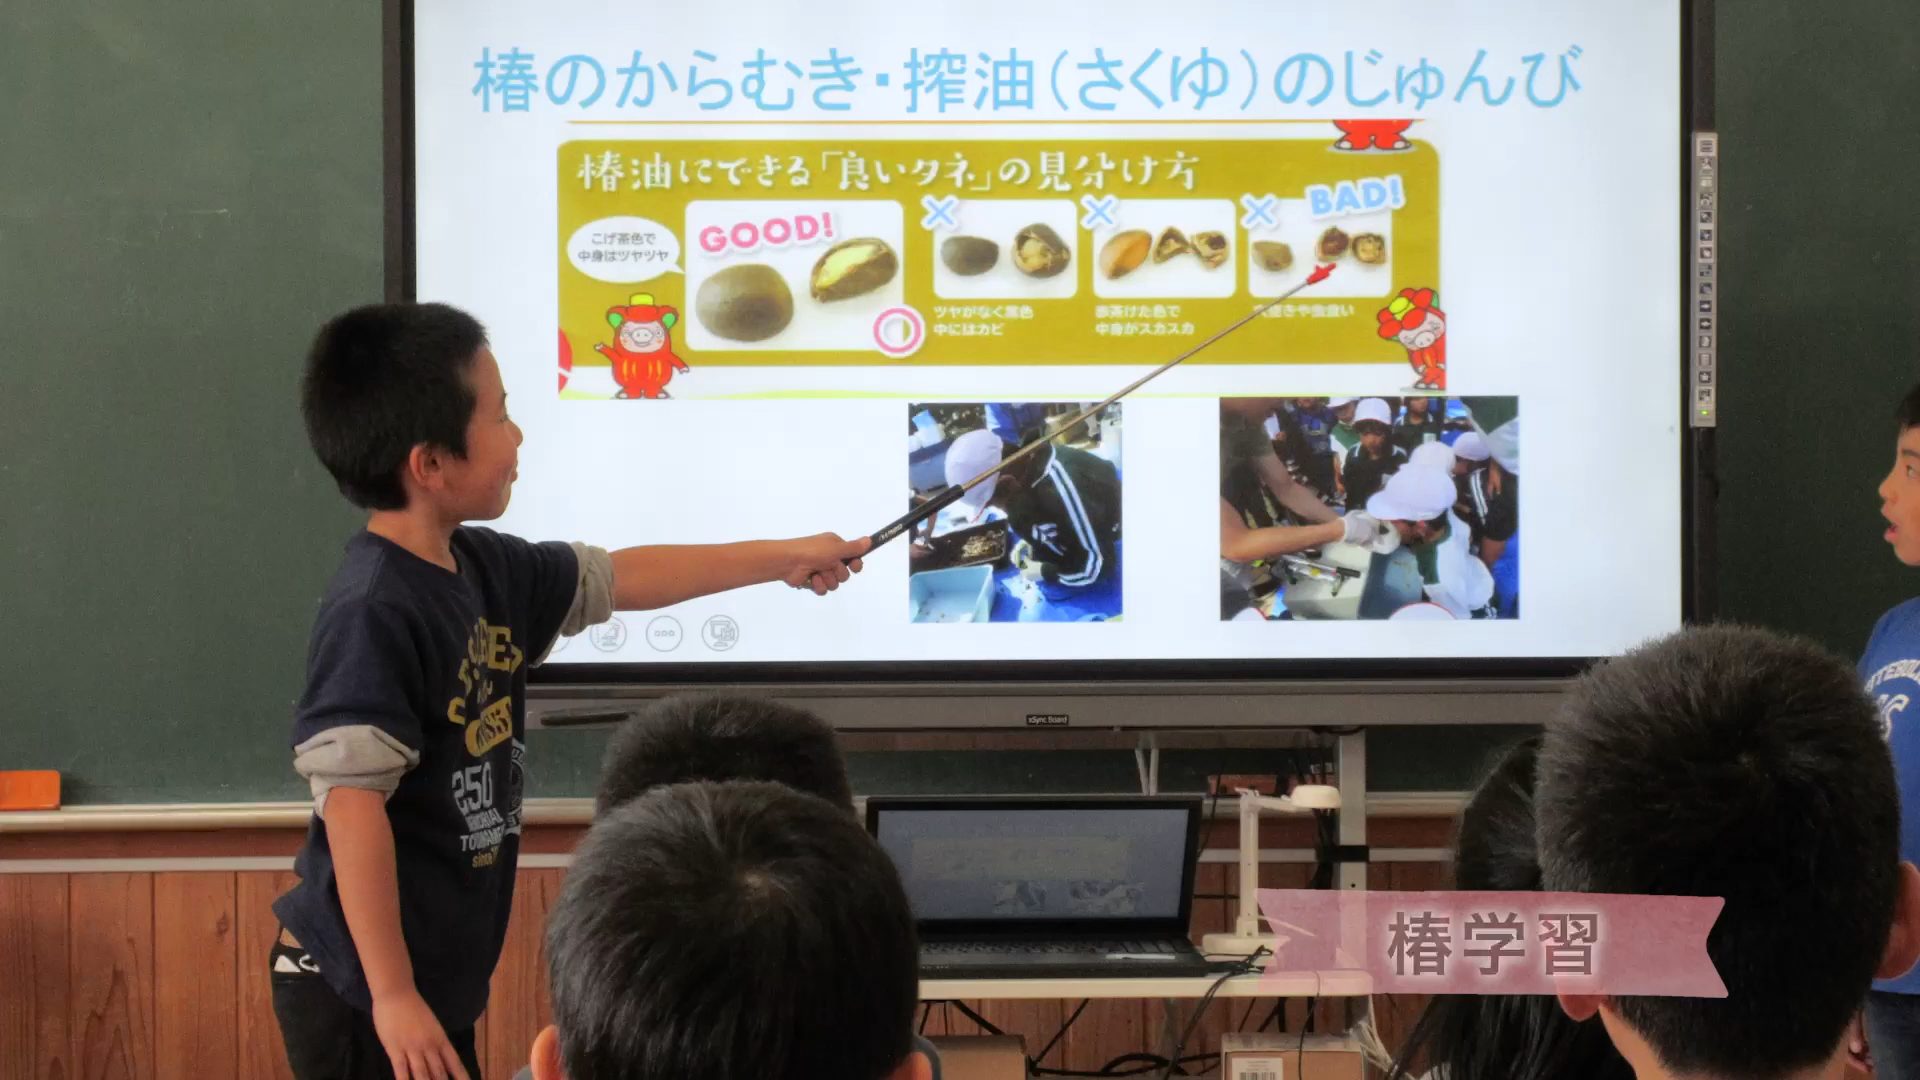 椿のからむき・搾油(さくゆ)のじゅんび
椿油にできる「良いタネ」の見分け方
こげ茶色で
中身はツヤツヤ
GOOD!
BAD!
ツヤがなく黒色
中にはカビ
赤茶けた色で
中身がスカスカ
250
xSync Board
椿学習